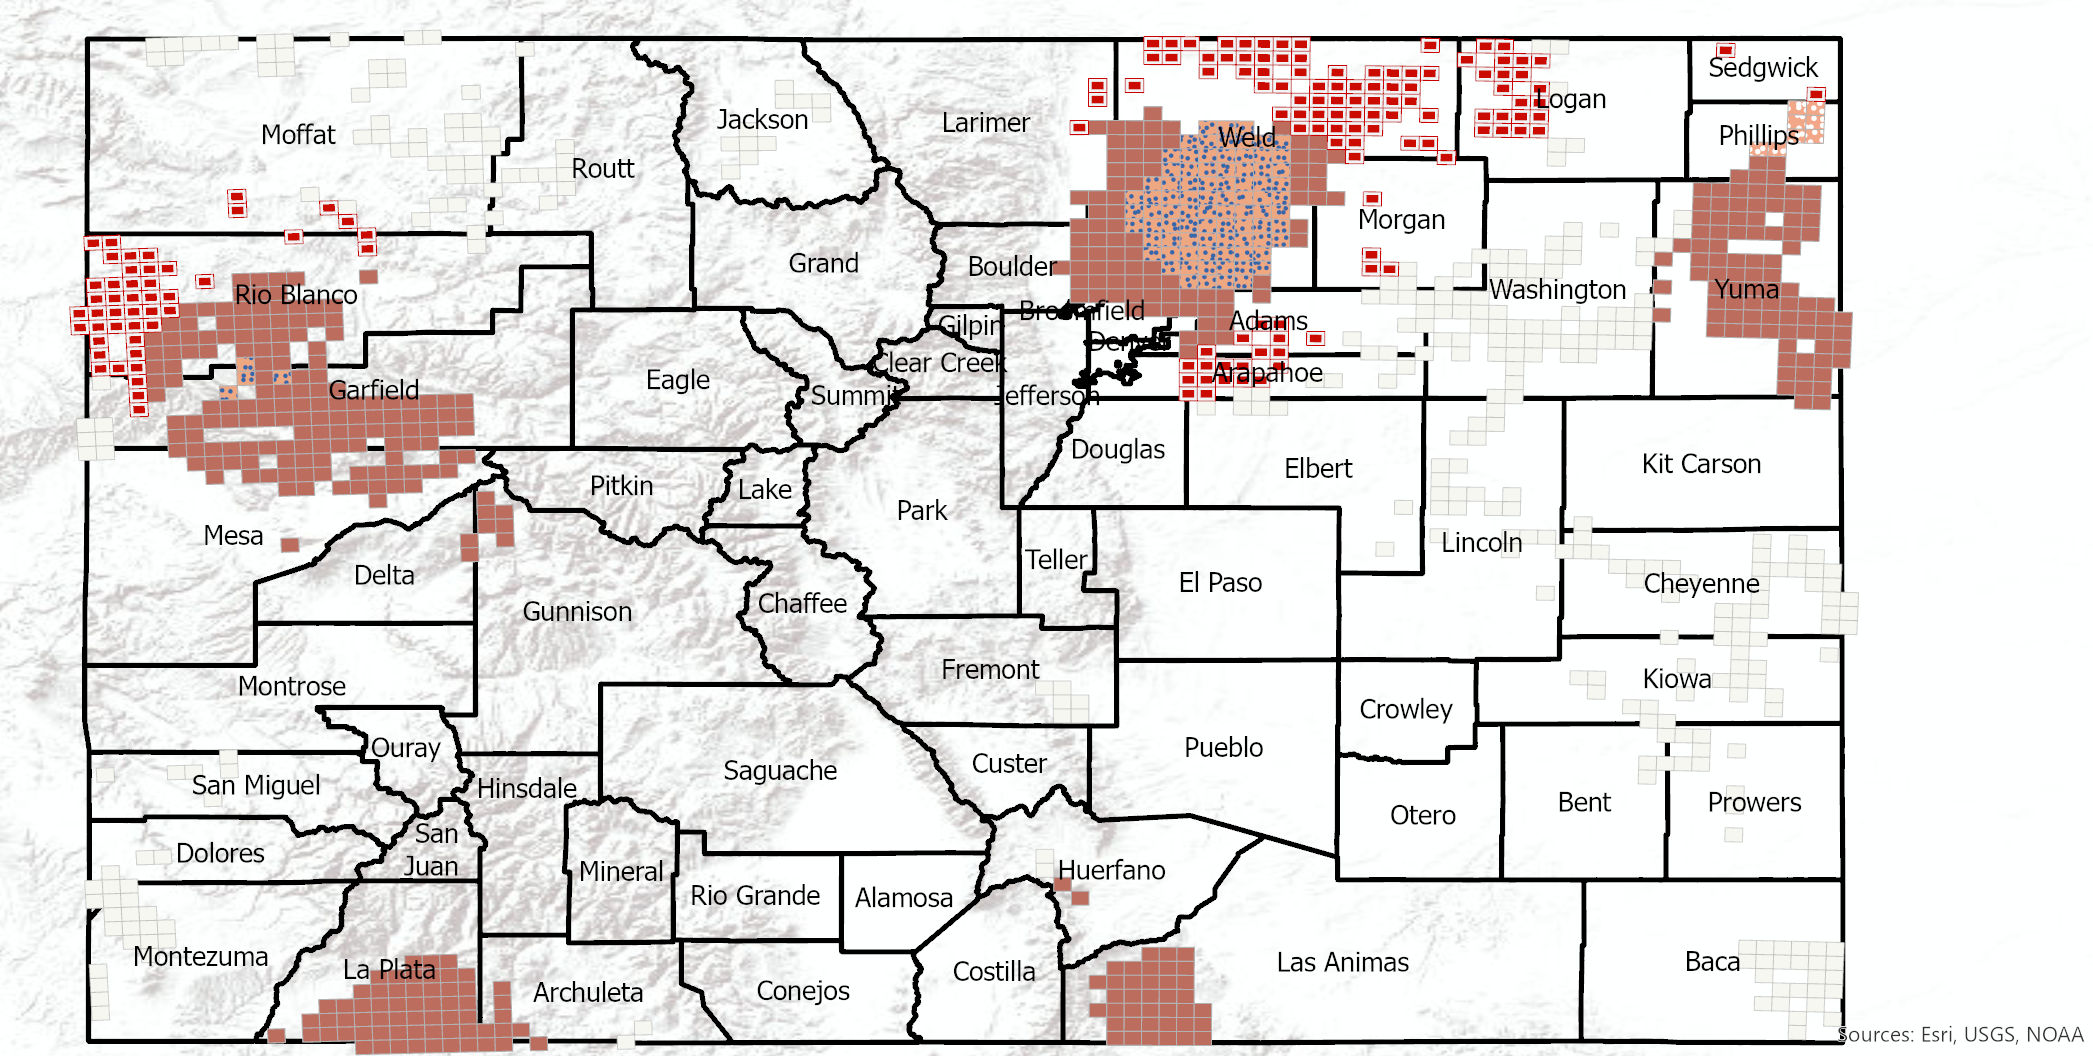 Sedgwick
Logan
Jackson
Larimer
Moffat
Weld
Phillips
Routt
Morgan
Grand
Boulder
Washington
Yuma
Rio Blanco
Broomfield
Gilpin
Adams
Denver
Clear Creek
Arapahoe
Eagle
Garfield
Summit
Jefferson
Douglas
Kit Carson
Elbert
Pitkin
Lake
Park
Mesa
Lincoln
Teller
Delta
El Paso
Cheyenne
Chaffee
Gunnison
Fremont
Kiowa
Montrose
Crowley
Ouray
Pueblo
Custer
Saguache
San Miguel
Hinsdale
Bent
Prowers
Otero
San
Juan
Dolores
Mineral
Huerfano
Rio Grande
Alamosa
Montezuma
La Plata
Costilla
Las Animas
Baca
Archuleta
Conejos
Sources: Esri, USGS, NOAA